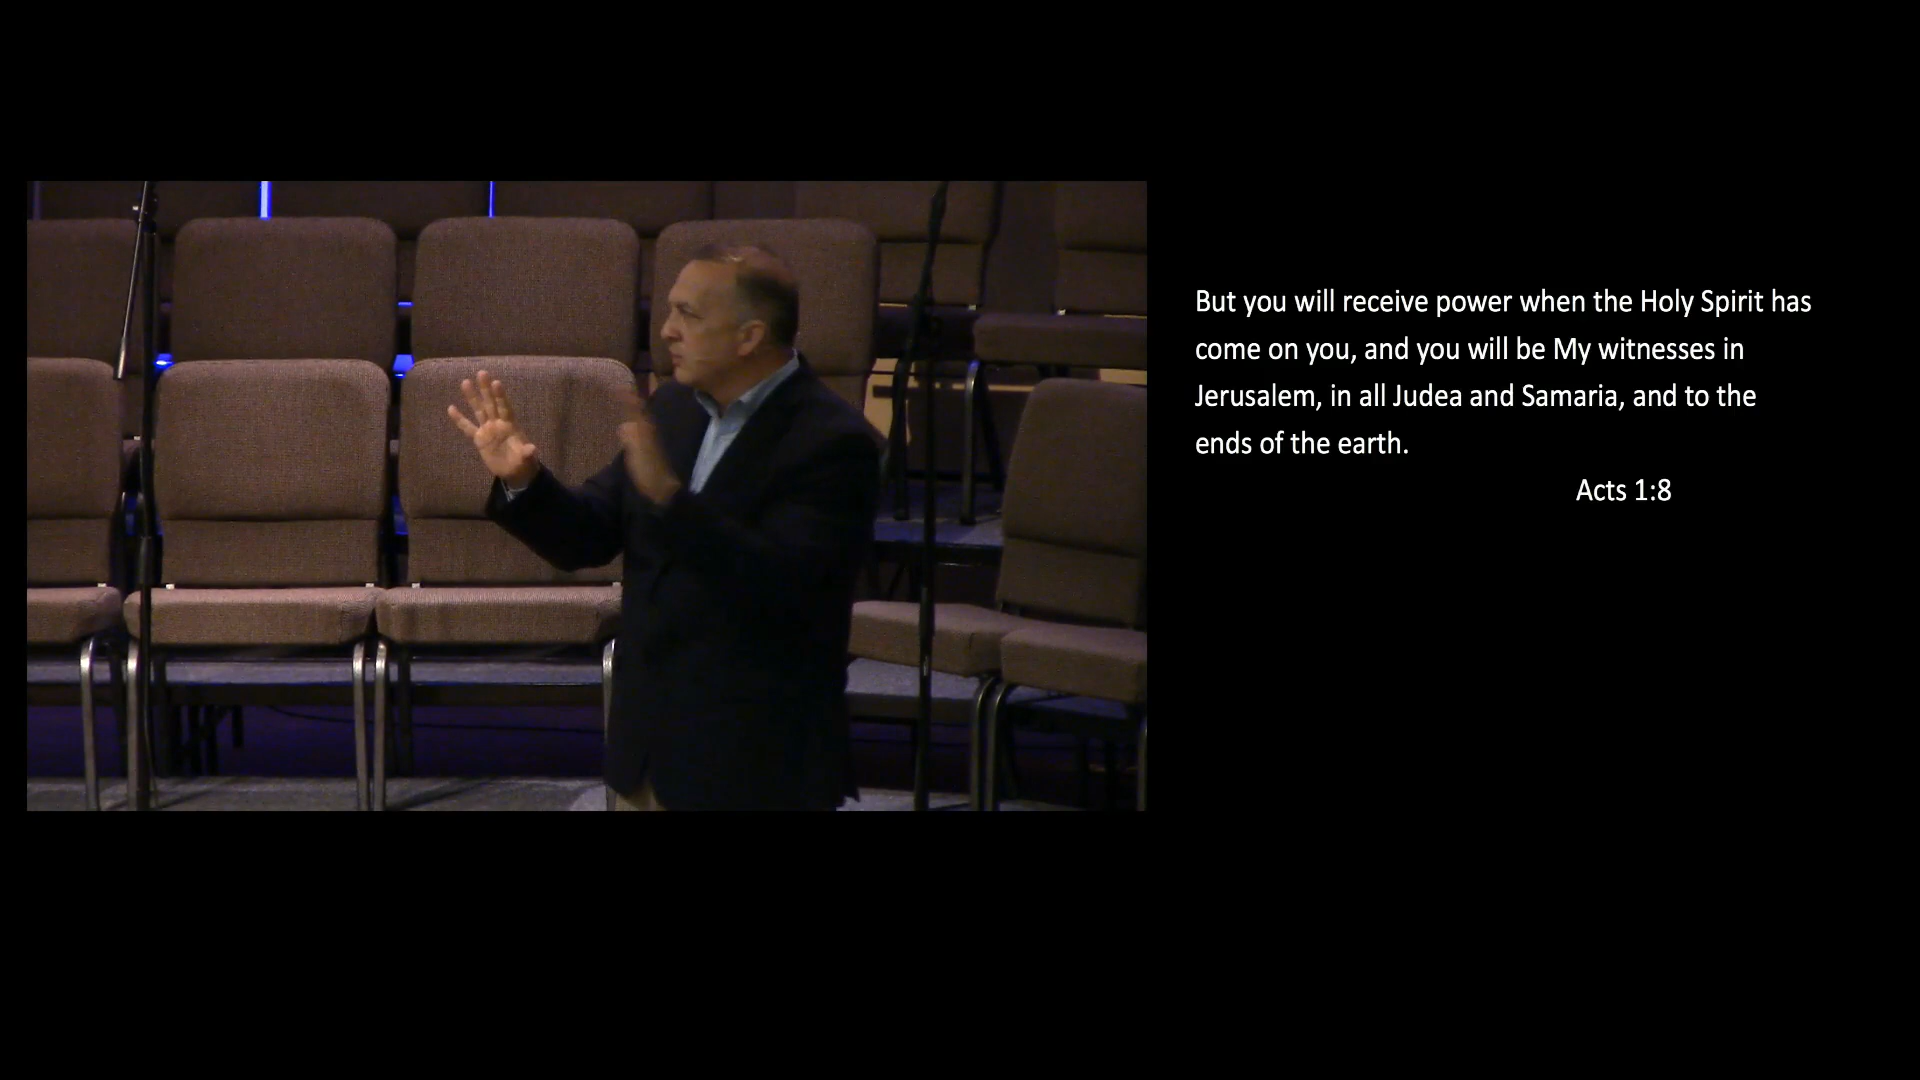 But you will receive power when the Holy Spirit has
come on you, and you will be My witnesses in
Jerusalem, in all Judea and Samaria, and to the
ends of the earth.
Acts 1:8